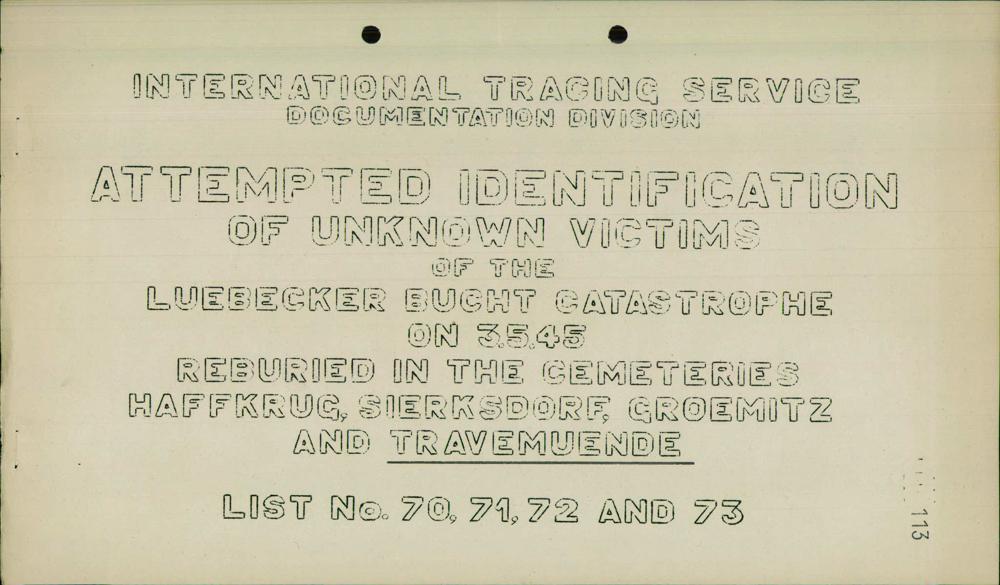 INTERNATIONAL TRACING SERVICE
DOCUMENTATION DIVISION
ATTEMPTED IDENTIFICATION
OF UNKNOWN VICTIMS
OF THE
LUEBECKER BUCHT CATASTROPHE
ON 3.5.45
REBURIED IN THE CEMETERIES
HAFFKRUG, SIERKSDORF, GROEMITZ
AND TRAVEMUENDE
LIST No. 70, 71, 72 AND 73
113